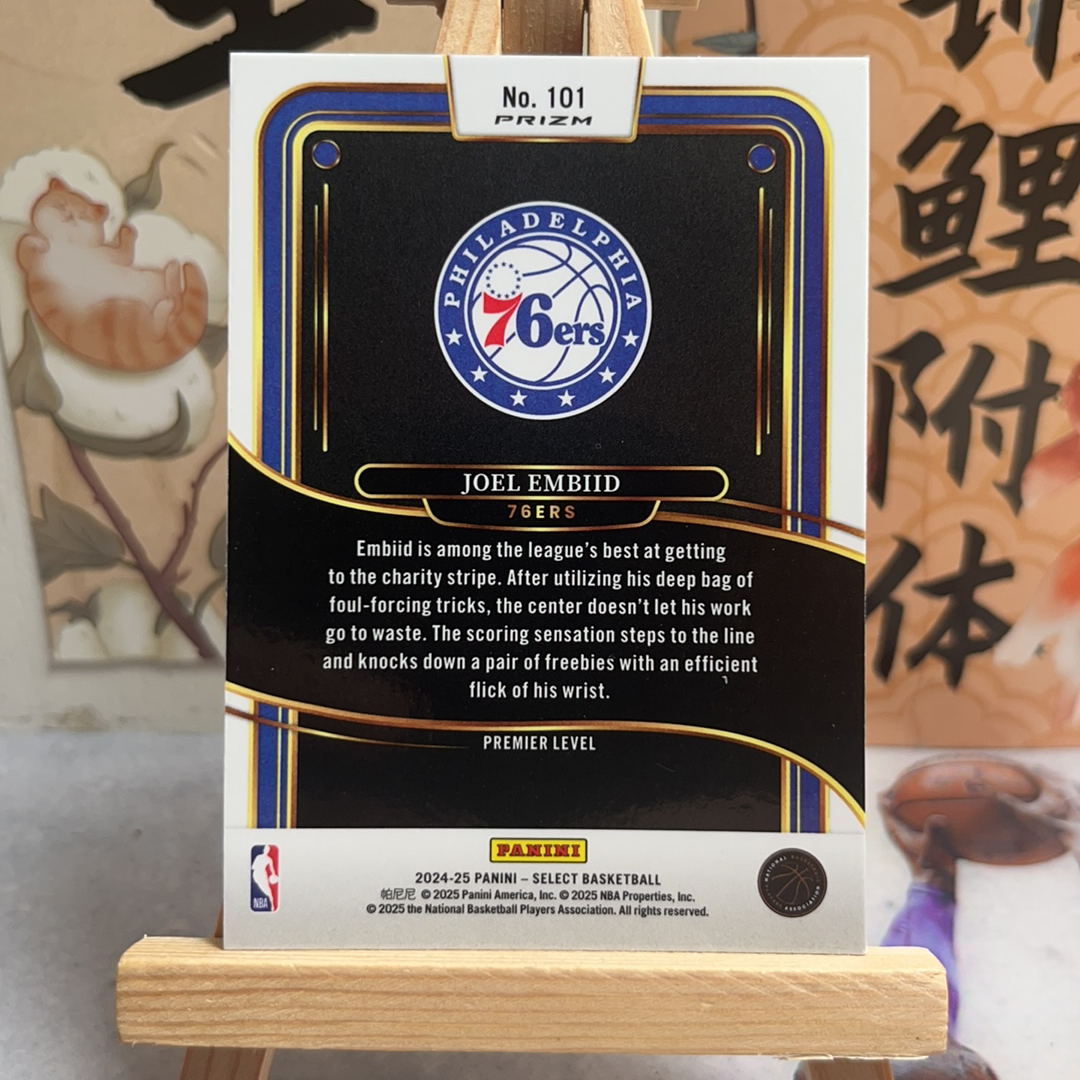 No. 101
PRIZM
PHILADELPHIA
76ers
JOEL EMBIID
76ERS
Embiid is among the league's best at getting
to the charity stripe. After utilizing his deep bag of
foul-forcing tricks, the center doesn't let his work
go to waste. The scoring sensation steps to the line
and knocks down a pair of freebies with an efficient
flick of his wrist.
PREMIER LEVEL
PANINI
2024-25 PANINI – SELECT BASKETBALL
帕尼尼 © 2025 Panini America, Inc. © 2025 NBA Properties, Inc.
© 2025 the National Basketball Players Association. All rights reserved.
NBA
NATIONAL BASKETBALL
PLAYERS ASSOCIATION
鲤
附
体